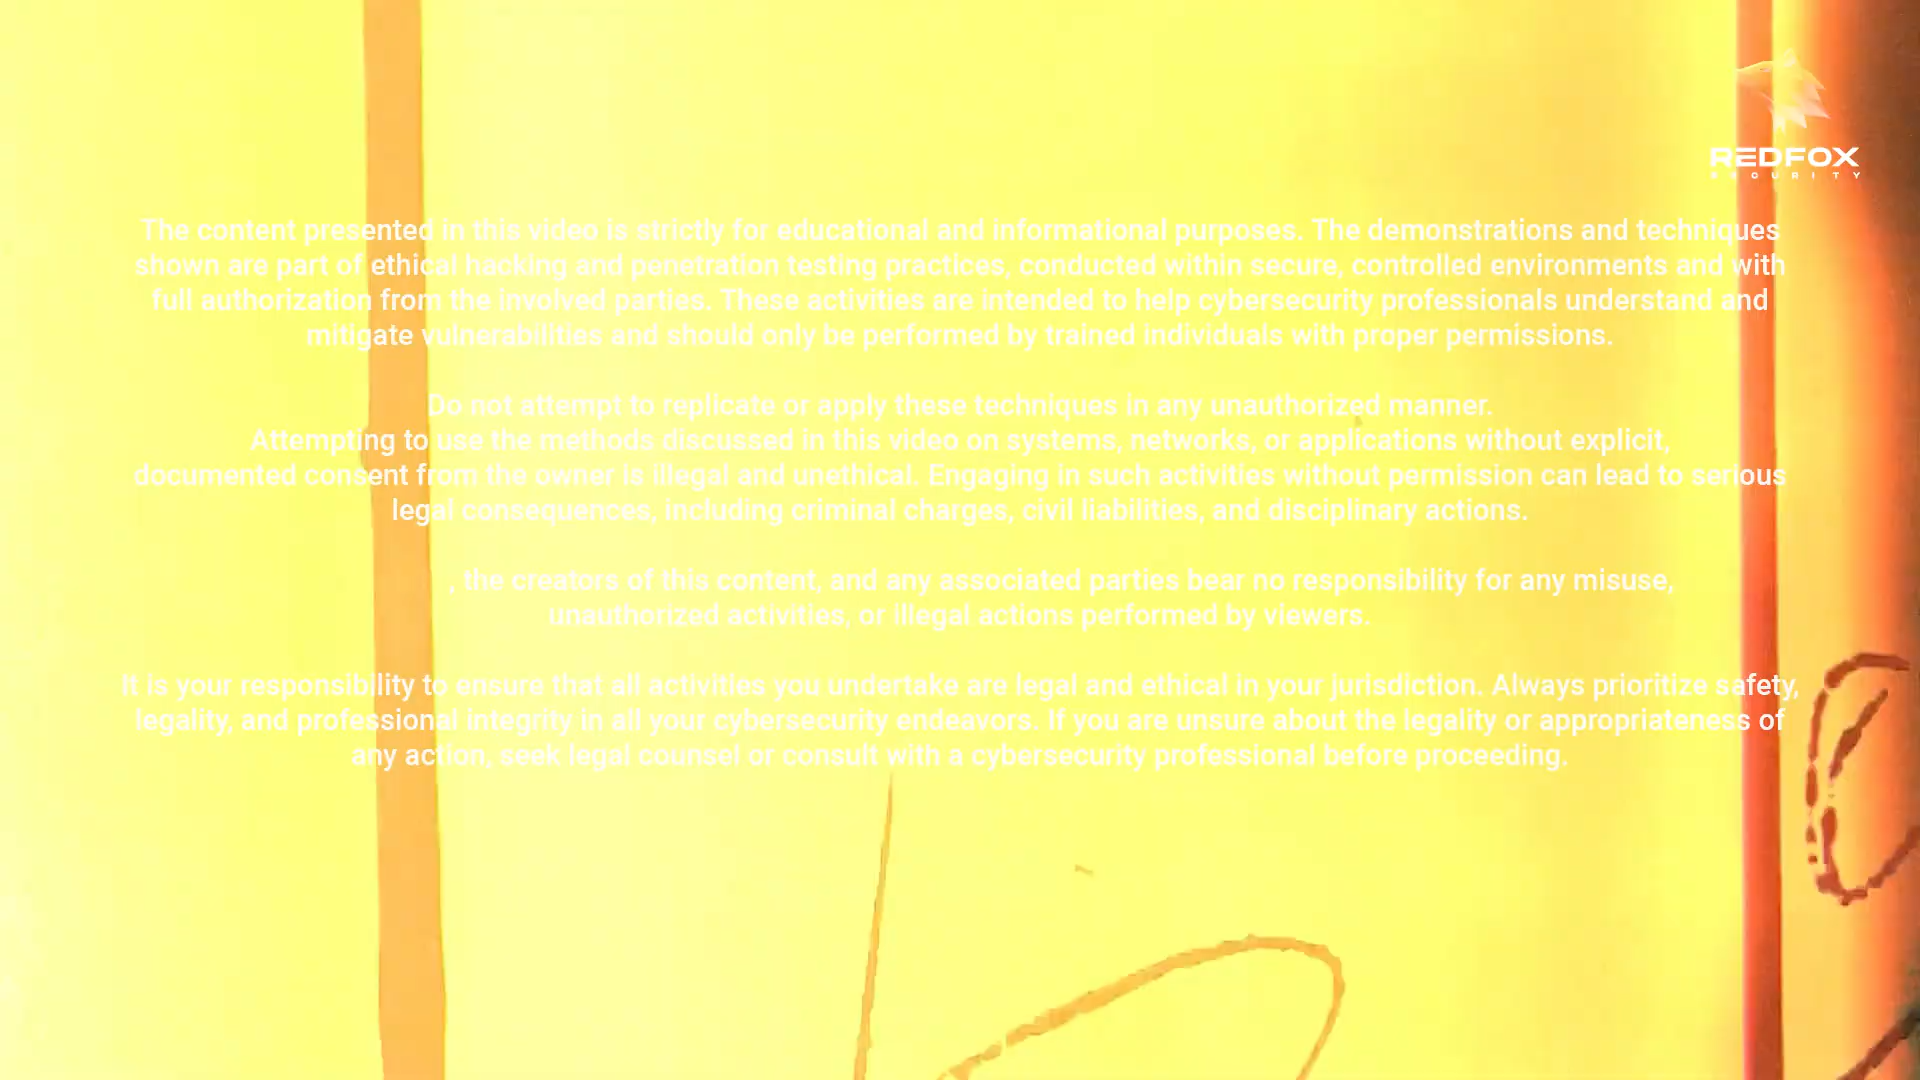 REDFOX
SECURITY
The content presented in this video is strictly for educational and informational purposes. The demonstrations and techniques
shown are part of ethical hacking and penetration testing practices, conducted within secure, controlled environments and with
full authorization from the involved parties. These activities are intended to help cybersecurity professionals understand and
mitigate vulnerabilities and should only be performed by trained individuals with proper permissions.
Do not attempt to replicate or apply these techniques in any unauthorized manner.
Attempting to use the methods discussed in this video on systems, networks, or applications without explicit,
documented consent from the owner is illegal and unethical. Engaging in such activities without permission can lead to serious
legal consequences, including criminal charges, civil liabilities, and disciplinary actions.
, the creators of this content, and any associated parties bear no responsibility for any misuse,
unauthorized activities, or illegal actions performed by viewers.
It is your responsibility to ensure that all activities you undertake are legal and ethical in your jurisdiction. Always prioritize safety,
legality, and professional integrity in all your cybersecurity endeavors. If you are unsure about the legality or appropriateness of
any action, seek legal counsel or consult with a cybersecurity professional before proceeding.